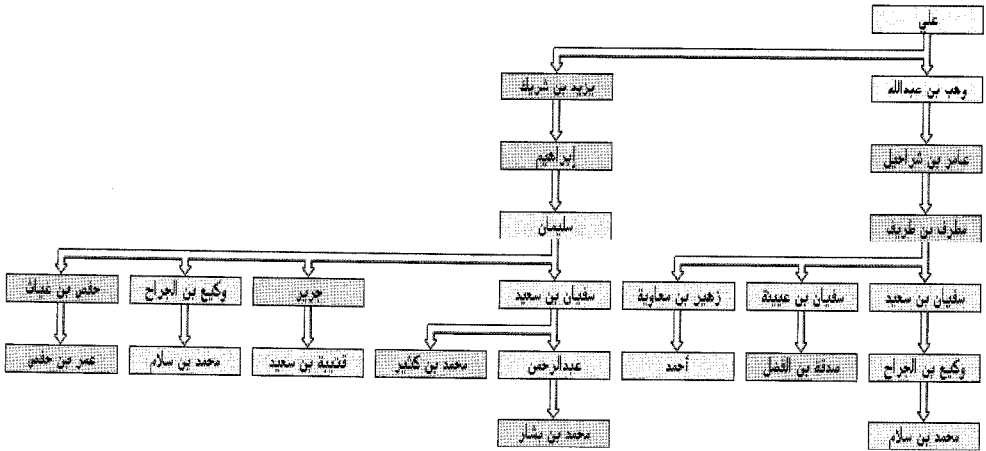 علي
وهب بن عبدالله
يزيد بن شريك
عامر بن شراحيل
إبراهيم
مطرف بن طريف
سليمان
سفيان بن سعيد
سفيان بن عيينة
زهير بن معاوية
سفيان بن سعيد
جرير
وكيع بن الجراح
حفص بن غياث
وكيع بن الجراح
صدقة بن الفضل
أحمد
عبدالرحمن
محمد بن كثير
قتيبة بن سعيد
محمد بن سلام
عمر بن حفص
محمد بن سلام
محمد بن بشار